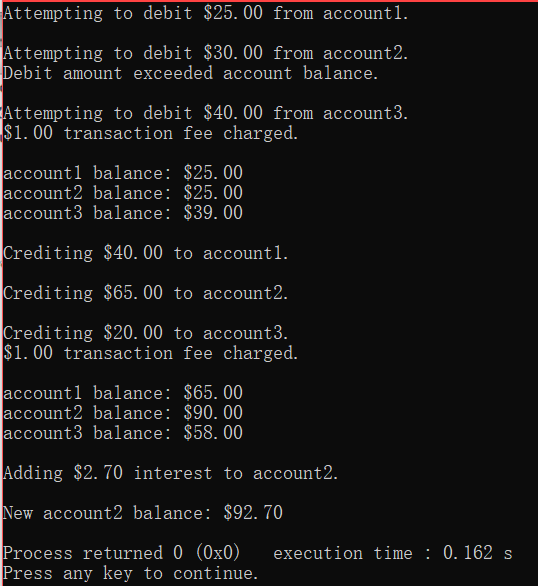 Attempting to debit $25.00 from account1.
Attempting to debit $30.00 from account2.
Debit amount exceeded account balance.
Attempting to debit $40.00 from account3.
$1.00 transaction fee charged.
account1 balance: $25.00
account2 balance: $25.00
account3 balance: $39.00
Crediting $40.00 to account1.
Crediting $65.00 to account2.
Crediting $20.00 to account3.
$1.00 transaction fee charged.
account1 balance: $65.00
account2 balance: $90.00
account3 balance: $58.00
Adding $2.70 interest to account2.
New account2 balance: $92.70
Process returned 0 (0x0)   execution time : 0.162 s
Press any key to continue.